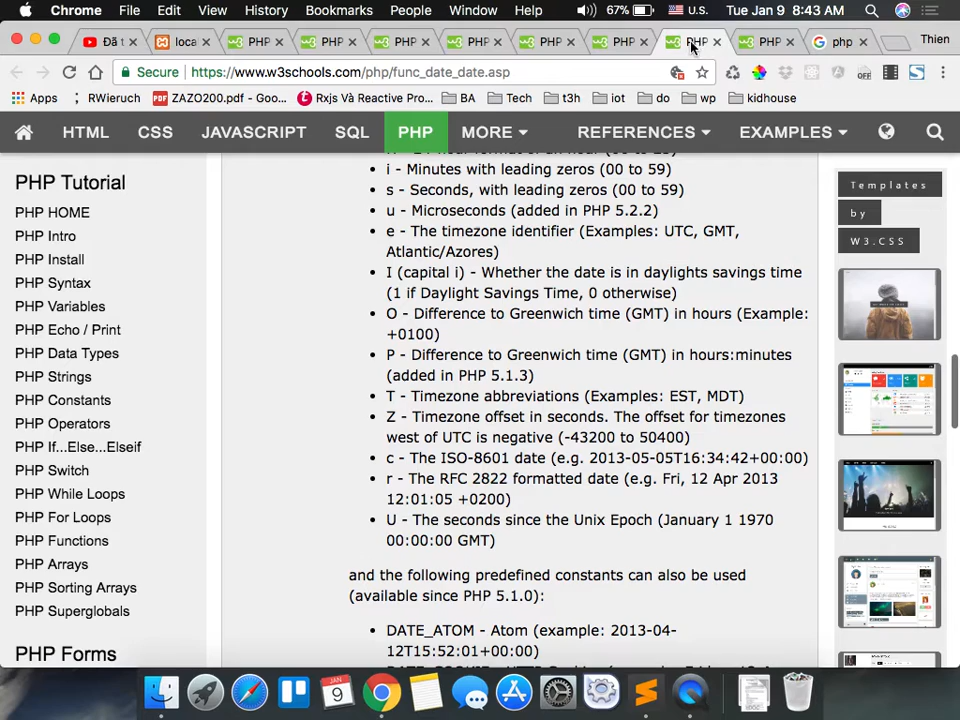 Chrome File Edit View History Bookmarks People Window Help 67% U.S. Tue Jan 9 8:43 AM
Đã t loca PHP PHP PHP PHP PHP PHP PHP PHP php Thien
Secure https://www.w3schools.com/php/func_date_date.asp
Apps RWieruch ZAZO200.pdf - Goo... Rxjs Và Reactive Pro... BA Tech t3h iot do wp kidhouse
HTML CSS JAVASCRIPT SQL PHP MORE REFERENCES EXAMPLES
PHP Tutorial
PHP HOME
PHP Intro
PHP Install
PHP Syntax
PHP Variables
PHP Echo / Print
PHP Data Types
PHP Strings
PHP Constants
PHP Operators
PHP If...Else...Elseif
PHP Switch
PHP While Loops
PHP For Loops
PHP Functions
PHP Arrays
PHP Sorting Arrays
PHP Superglobals
PHP Forms
• i - Minutes with leading zeros (00 to 59)
• s - Seconds, with leading zeros (00 to 59)
• u - Microseconds (added in PHP 5.2.2)
• e - The timezone identifier (Examples: UTC, GMT,
Atlantic/Azores)
• I (capital i) - Whether the date is in daylights savings time
(1 if Daylight Savings Time, 0 otherwise)
• O - Difference to Greenwich time (GMT) in hours (Example:
+0100)
• P - Difference to Greenwich time (GMT) in hours:minutes
(added in PHP 5.1.3)
• T - Timezone abbreviations (Examples: EST, MDT)
• Z - Timezone offset in seconds. The offset for timezones
west of UTC is negative (-43200 to 50400)
• c - The ISO-8601 date (e.g. 2013-05-05T16:34:42+00:00)
• r - The RFC 2822 formatted date (e.g. Fri, 12 Apr 2013
12:01:05 +0200)
• U - The seconds since the Unix Epoch (January 1 1970
00:00:00 GMT)
and the following predefined constants can also be used
(available since PHP 5.1.0):
• DATE_ATOM - Atom (example: 2013-04-
12T15:52:01+00:00)
Templates
by
W3.CSS
JAN
9